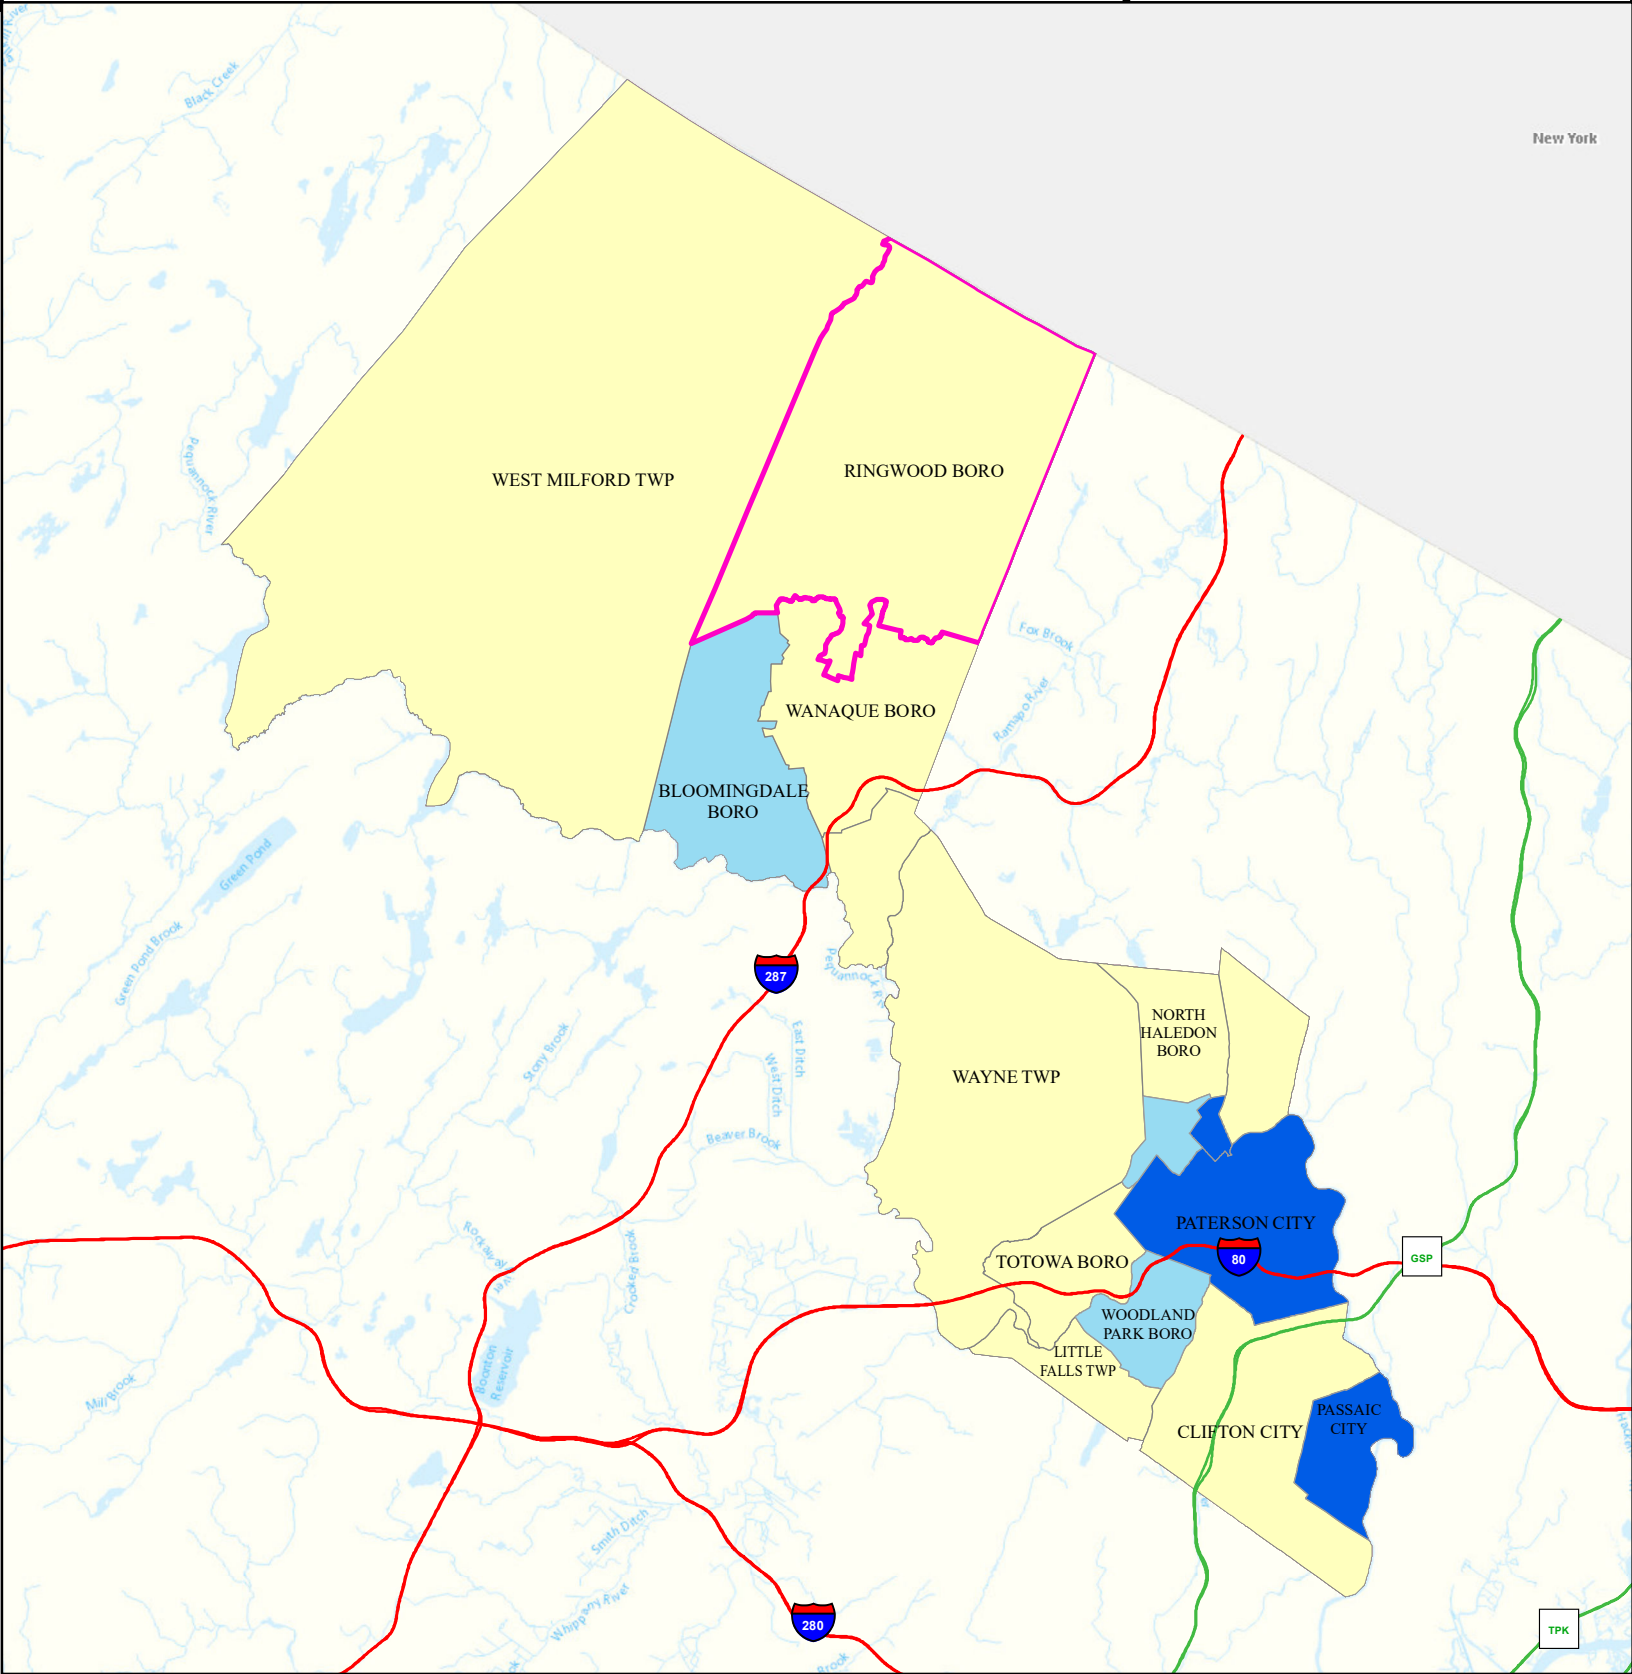 New York
Black Creek
Pequannock River
WEST MILFORD TWP
RINGWOOD BORO
Fox Brook
Ramapo River
WANAQUE BORO
BLOOMINGDALE
BORO
Green Pond
Green Pond Brook
287
Stony Brook
East Ditch
West Ditch
Beaver Brook
NORTH
HALEDON
BORO
WAYNE TWP
PATERSON CITY
80
GSP
TOTOWA BORO
Crooked Brook
WOODLAND
PARK BORO
LITTLE
FALLS TWP
Boonton
Reservoir
Mill Brook
CLIFTON CITY
PASSAIC
CITY
Smith Ditch
Whippany River
280
TPK
Brook